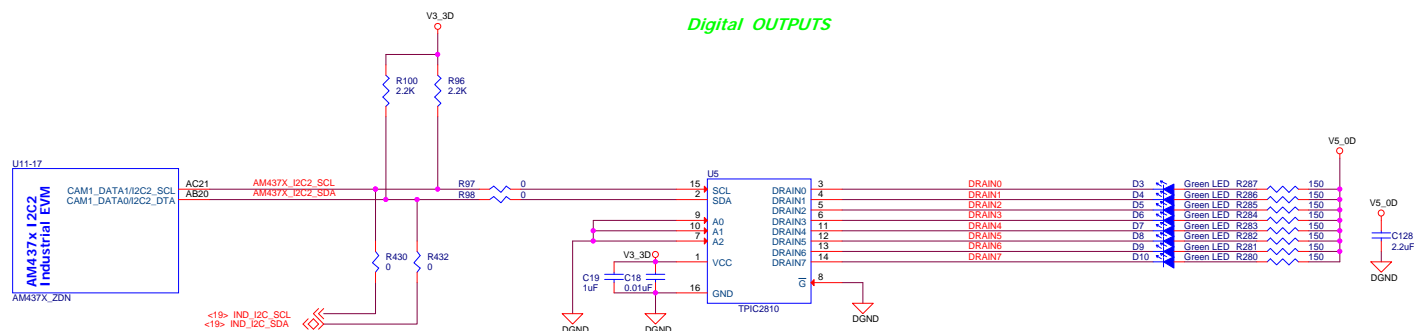 Digital OUTPUTS
V3_3D
R100
2.2K
R96
2.2K
U11-17
AM437x I2C2
Industrial EVM
CAM1_DATA1/I2C2_SCL
CAM1_DATA0/I2C2_DTA
AC21
AB20
AM437X_ZDN
AM437X_I2C2_SCL
AM437X_I2C2_SDA
R97 0
R98 0
R430
0
R432
0
<19> IND_I2C_SCL
<19> IND_I2C_SDA
U5
15 SCL
2 SDA
9 A0
10 A1
7 A2
1 VCC
16 GND
V3_3D
C19
1uF
C18
0.01uF
DGND
DGND
TPIC2810
DRAIN0 3
DRAIN1 4
DRAIN2 5
DRAIN3 6
DRAIN4 11
DRAIN5 12
DRAIN6 13
DRAIN7 14
G 8
DGND
DRAIN0 D3 Green LED R287 150
DRAIN1 D4 Green LED R286 150
DRAIN2 D5 Green LED R285 150
DRAIN3 D6 Green LED R284 150
DRAIN4 D7 Green LED R283 150
DRAIN5 D8 Green LED R282 150
DRAIN6 D9 Green LED R281 150
DRAIN7 D10 Green LED R280 150
V5_0D
V5_0D
C128
2.2uF
DGND